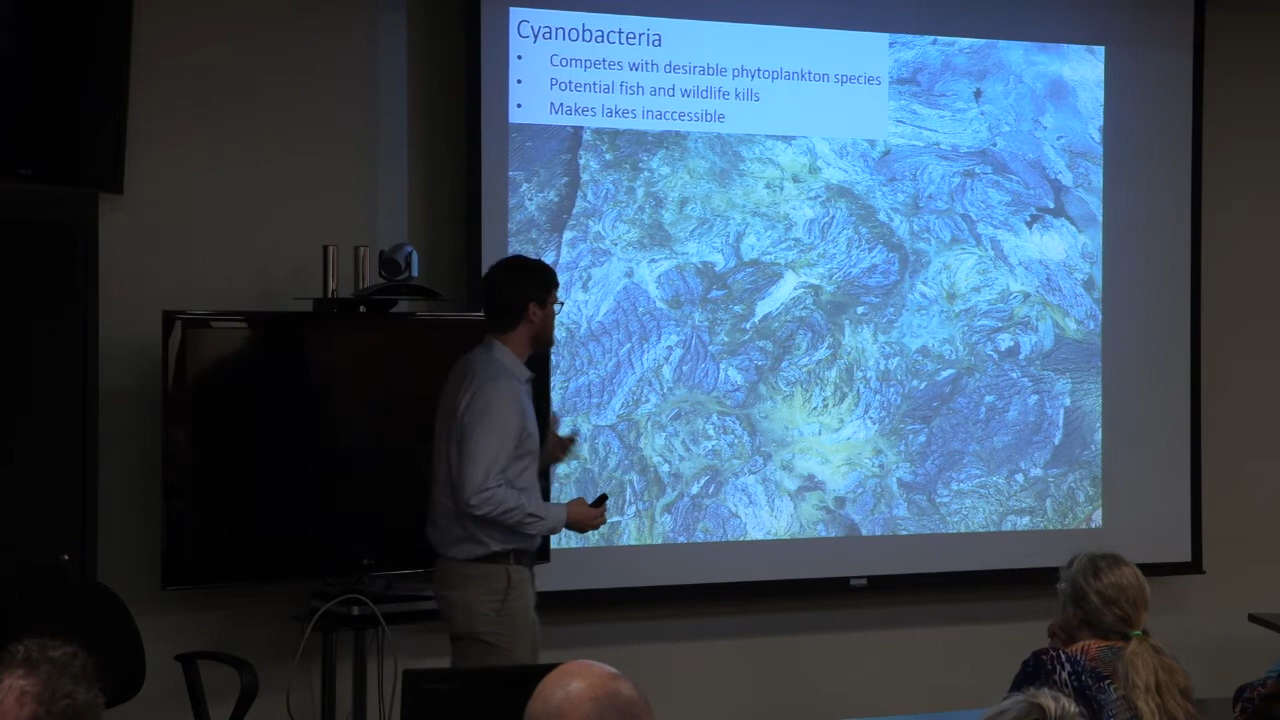 Cyanobacteria
• Competes with desirable phytoplankton species
• Potential fish and wildlife kills
• Makes lakes inaccessible